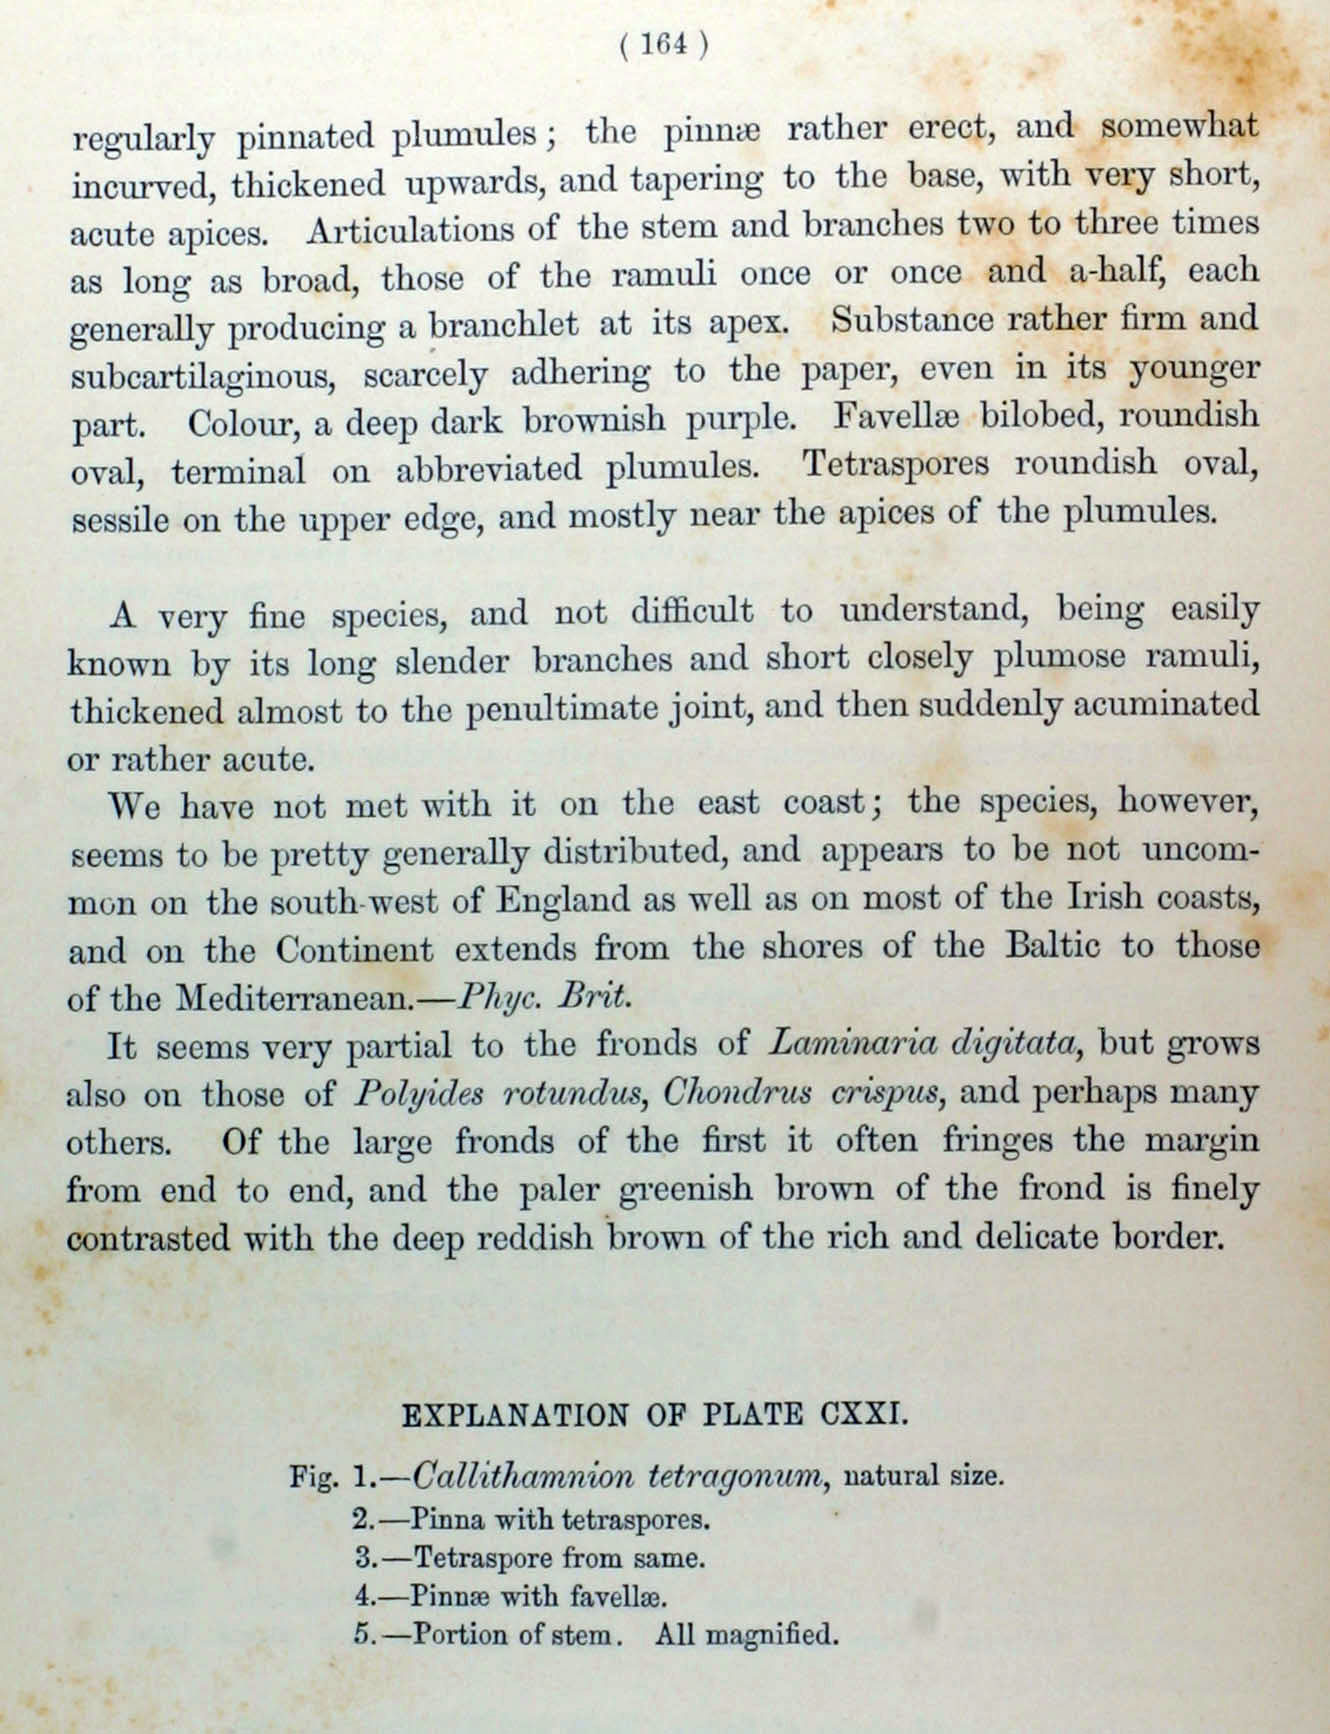 ( 164 )
regularly pinnated plumules ; the pinnæ rather erect, and somewhat
incurved, thickened upwards, and tapering to the base, with very short,
acute apices. Articulations of the stem and branches two to three times
as long as broad, those of the ramuli once or once and a-half, each
generally producing a branchlet at its apex. Substance rather firm and
subcartilaginous, scarcely adhering to the paper, even in its younger
part. Colour, a deep dark brownish purple. Favellæ bilobed, roundish
oval, terminal on abbreviated plumules. Tetraspores roundish oval,
sessile on the upper edge, and mostly near the apices of the plumules.
A very fine species, and not difficult to understand, being easily
known by its long slender branches and short closely plumose ramuli,
thickened almost to the penultimate joint, and then suddenly acuminated
or rather acute.
We have not met with it on the east coast; the species, however,
seems to be pretty generally distributed, and appears to be not uncom-
mon on the south-west of England as well as on most of the Irish coasts,
and on the Continent extends from the shores of the Baltic to those
of the Mediterranean.—Phyc. Brit.
It seems very partial to the fronds of Laminaria digitata, but grows
also on those of Polyides rotundus, Chondrus crispus, and perhaps many
others. Of the large fronds of the first it often fringes the margin
from end to end, and the paler greenish brown of the frond is finely
contrasted with the deep reddish brown of the rich and delicate border.
EXPLANATION OF PLATE CXXI.
Fig. 1.—Callithamnion tetragonum, natural size.
2.—Pinna with tetraspores.
3.—Tetraspore from same.
4.—Pinnæ with favellæ.
5.—Portion of stem. All magnified.